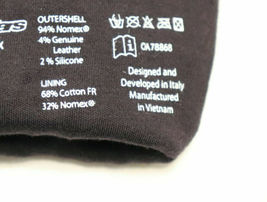 OUTERSHELL
94% Nomex®
4% Genuine
Leather
2% Silicone
LINING
68% Cotton FR
32% Nomex®
OA78868
Designed and
Developed in Italy
Manufactured
in Vietnam